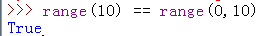 >>> range(10) == range(0,10)
True